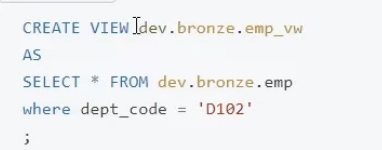 CREATE VIEW dev.bronze.emp_vw
AS
SELECT * FROM dev.bronze.emp
where dept_code = 'D102'
;